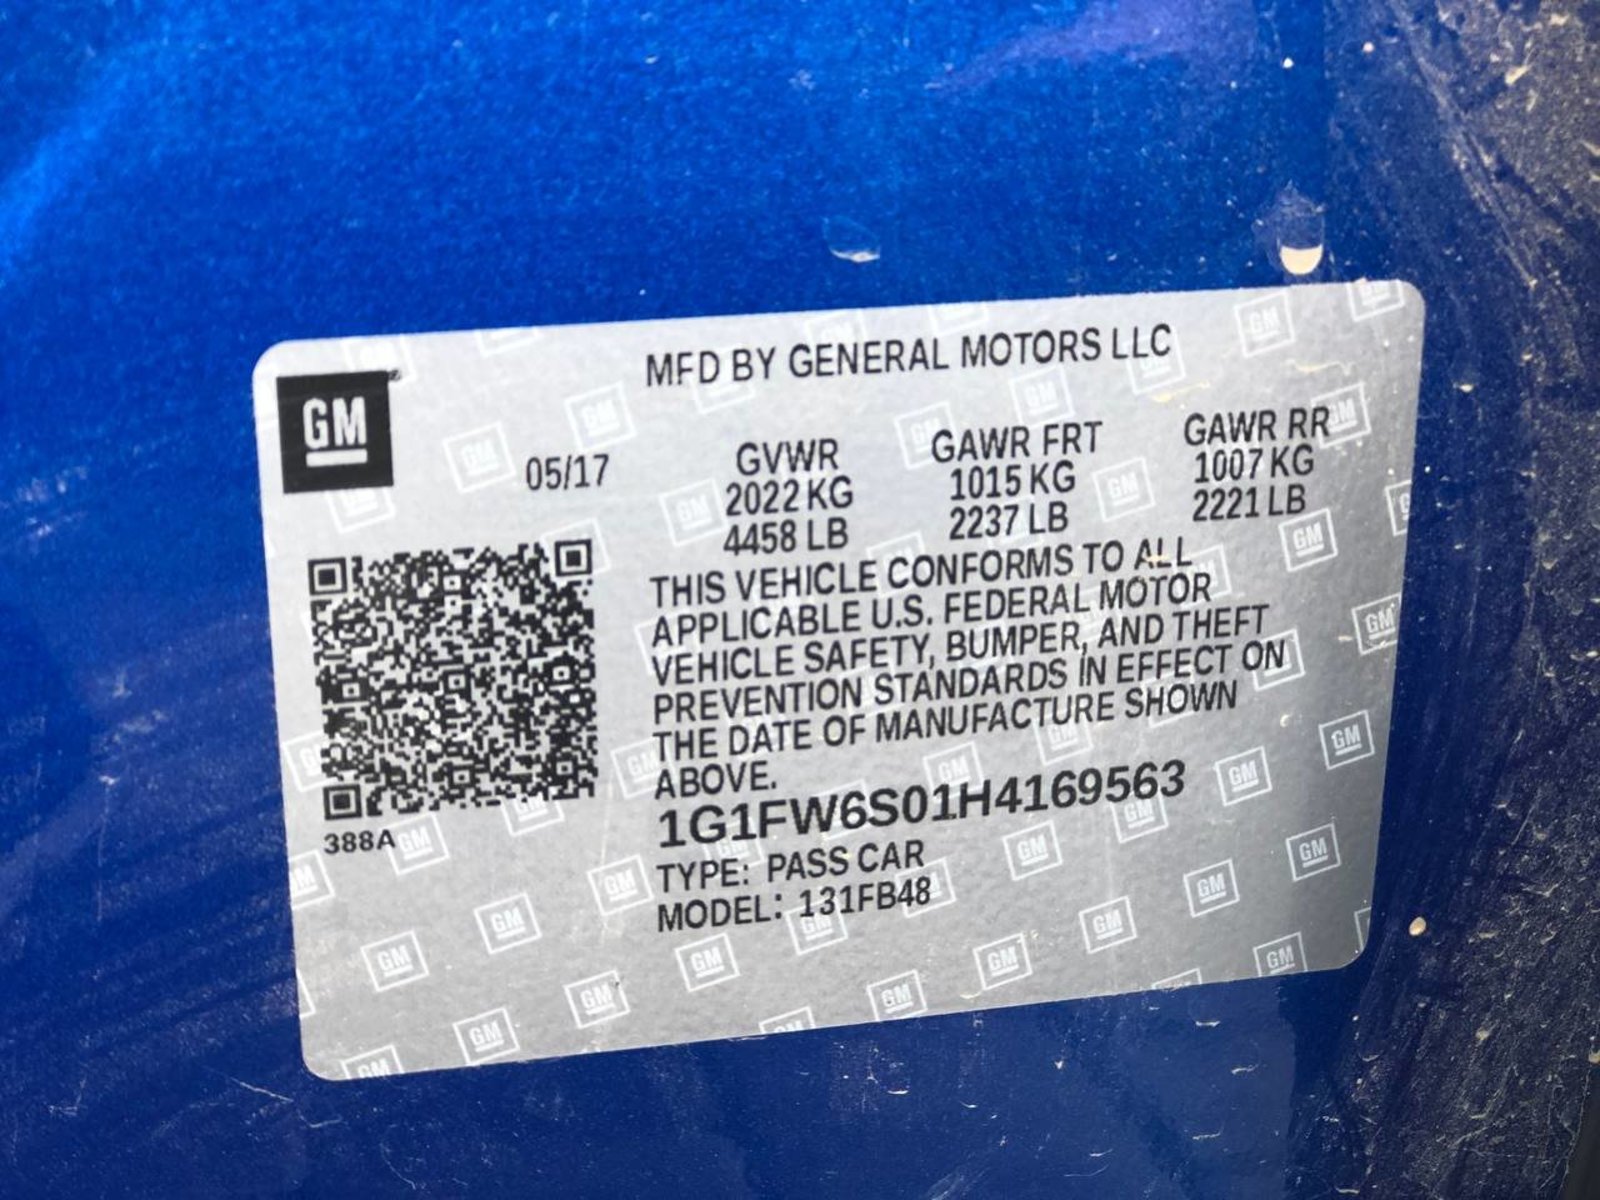 MFD BY GENERAL MOTORS LLC
GM
05/17
GVWR GAWR FRT GAWR RR
2022 KG 1015 KG 1007 KG
4458 LB 2237 LB 2221 LB
THIS VEHICLE CONFORMS TO ALL
APPLICABLE U.S. FEDERAL MOTOR
VEHICLE SAFETY, BUMPER, AND THEFT
PREVENTION STANDARDS IN EFFECT ON
THE DATE OF MANUFACTURE SHOWN
ABOVE.
1G1FW6S01H4169563
388A
TYPE: PASS CAR
MODEL: 131FB48